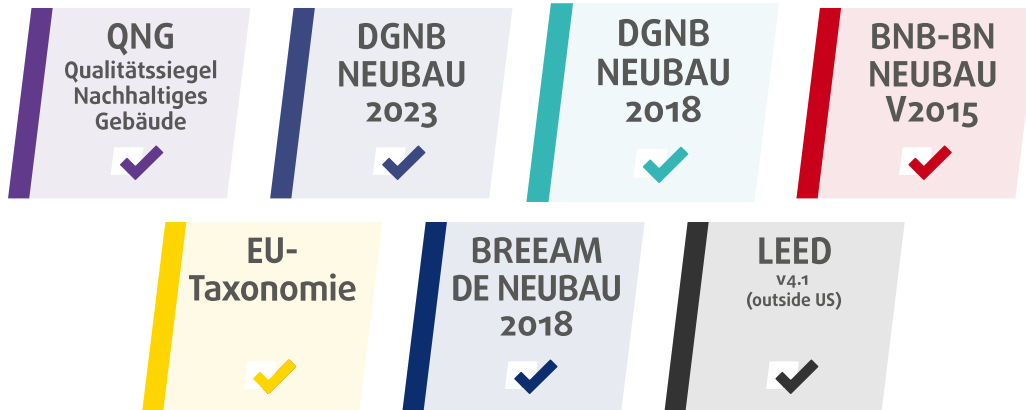 QNG
Qualitätssiegel
Nachhaltiges
Gebäude
DGNB
NEUBAU
2023
DGNB
NEUBAU
2018
BNB-BN
NEUBAU
V2015
EU-
Taxonomie
BREEAM
DE NEUBAU
2018
LEED
v4.1
(outside US)